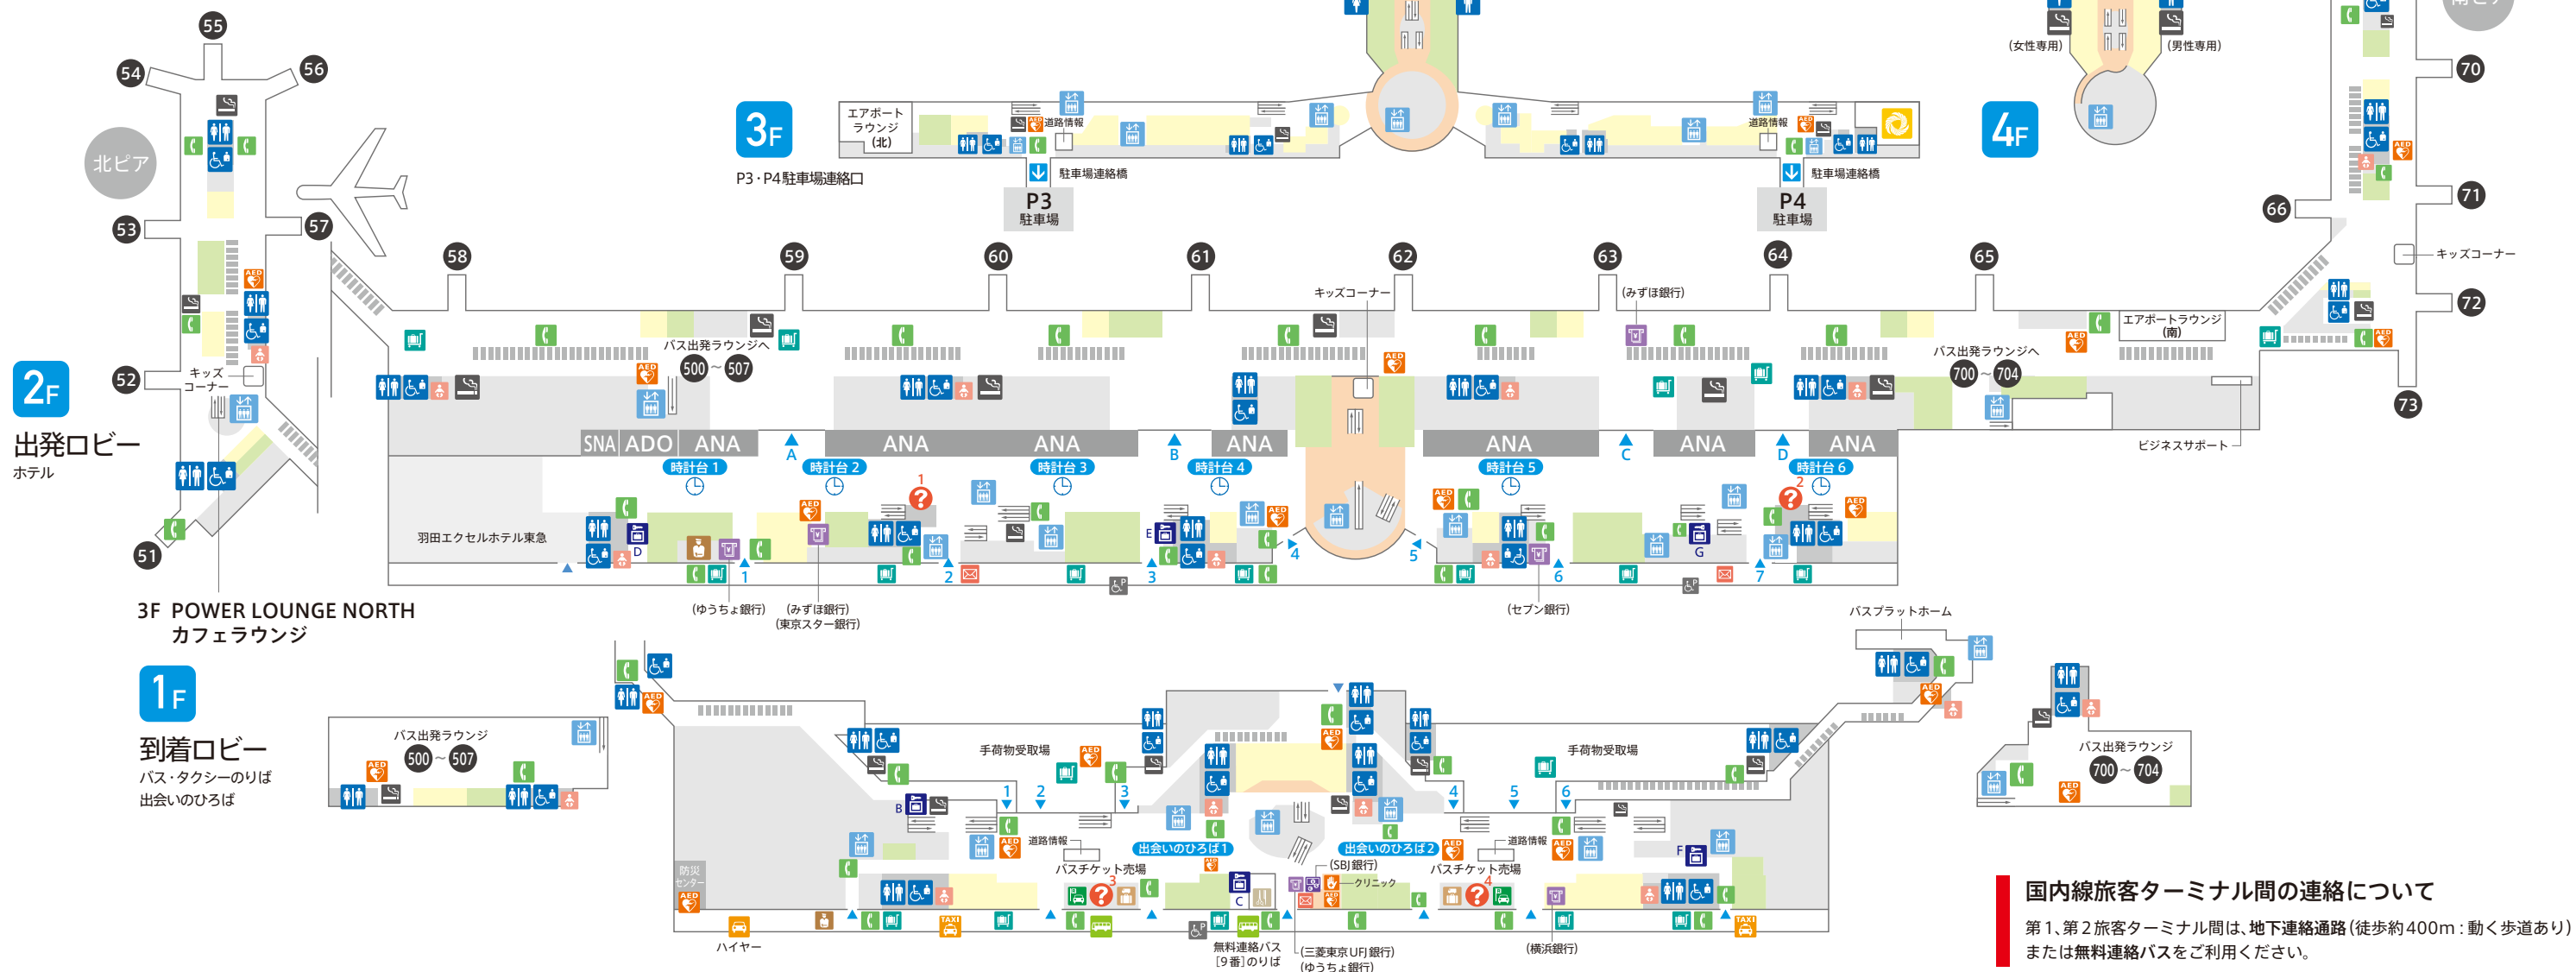 55
54
56
北ピア
53
57
52
キッズ
コーナー
51
2F
出発ロビー
ホテル
3F POWER LOUNGE NORTH
カフェラウンジ
3F
P3・P4駐車場連絡口
エアポート
ラウンジ
(北)
AED
道路情報
駐車場連絡橋
P3
駐車場
道路情報
AED
駐車場連絡橋
P4
駐車場
(女性専用)
(男性専用)
4F
70
AED
71
66
キッズコーナー
72
73
58
59
60
61
62
63
64
65
キッズコーナー
(みずほ銀行)
エアポートラウンジ
(南)
バス出発ラウンジへ
500～507
バス出発ラウンジへ
700～704
ビジネスサポート
SNA
ADO
ANA
A
ANA
ANA
B
ANA
ANA
C
ANA
D
ANA
時計台1
時計台2
時計台3
時計台4
時計台5
時計台6
羽田エクセルホテル東急
1
2
D
E
G
1
2
3
4
5
6
7
(ゆうちょ銀行)
(みずほ銀行)
(東京スター銀行)
(セブン銀行)
1F
到着ロビー
バス・タクシーのりば
出会いのひろば
バス出発ラウンジ
500～507
手荷物受取場
手荷物受取場
バスプラットホーム
バス出発ラウンジ
700～704
B
1
2
3
4
5
6
道路情報
出会いのひろば1
出会いのひろば2
道路情報
F
防災
センター
AED
バスチケット売場
3
C
(SBJ銀行)
クリニック
バスチケット売場
4
ハイヤー
TAXI
無料連絡バス
[9番]のりば
(三菱東京UFJ銀行)
(ゆうちょ銀行)
(横浜銀行)
TAXI
国内線旅客ターミナル間の連絡について
第1、第2旅客ターミナル間は、地下連絡通路(徒歩約400m：動く歩道あり)
または無料連絡バスをご利用ください。